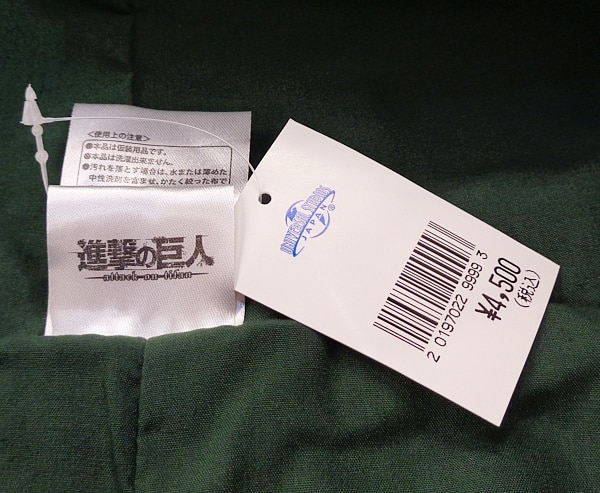 <使用上の注意>
●本品は仮装用品です。
●本品は洗濯出来ません。
●汚れを落とす場合は、水または薄めた
中性洗剤を含ませ、かたく絞った布で
進撃の巨人
attack on titan
UNIVERSAL STUDIOS
JAPAN
®
2 0197022 9999 3
¥4,500
(税込)